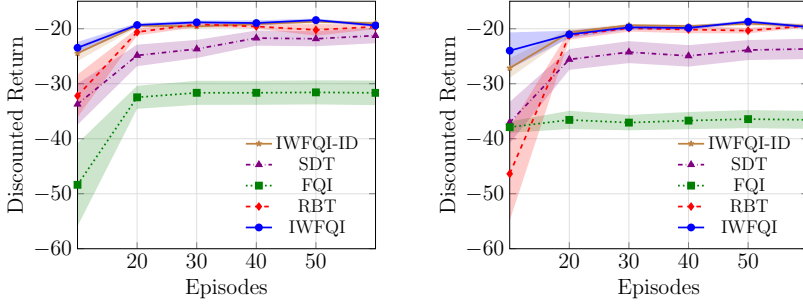 −20
−30
−40
−50
−60
20
30
40
50
Episodes
Discounted Return
IWFQI-ID
SDT
FQI
RBT
IWFQI
−20
−30
−40
−50
−60
20
30
40
50
Episodes
Discounted Return
IWFQI-ID
SDT
FQI
RBT
IWFQI